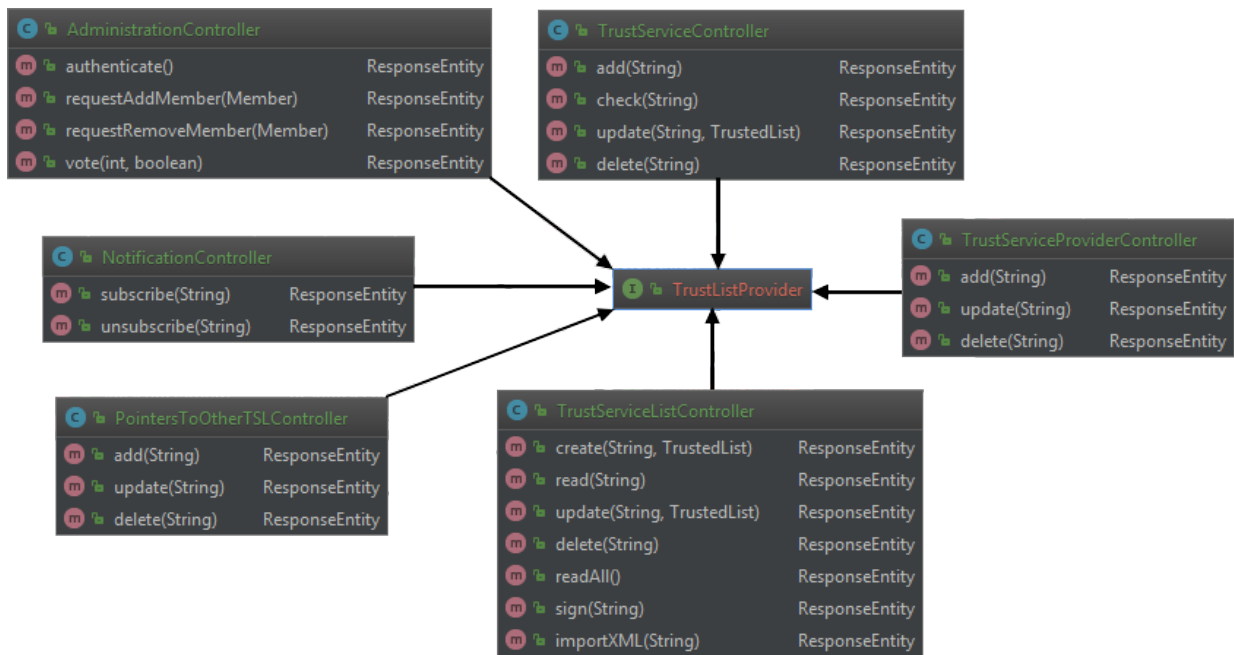 AdministrationController
authenticate() ResponseEntity
requestAddMember(Member) ResponseEntity
requestRemoveMember(Member) ResponseEntity
vote(int, boolean) ResponseEntity
TrustServiceController
add(String) ResponseEntity
check(String) ResponseEntity
update(String, TrustedList) ResponseEntity
delete(String) ResponseEntity
NotificationController
subscribe(String) ResponseEntity
unsubscribe(String) ResponseEntity
TrustListProvider
TrustServiceProviderController
add(String) ResponseEntity
update(String) ResponseEntity
delete(String) ResponseEntity
PointersToOtherTSLController
add(String) ResponseEntity
update(String) ResponseEntity
delete(String) ResponseEntity
TrustServiceListController
create(String, TrustedList) ResponseEntity
read(String) ResponseEntity
update(String, TrustedList) ResponseEntity
delete(String) ResponseEntity
readAll() ResponseEntity
sign(String) ResponseEntity
importXML(String) ResponseEntity